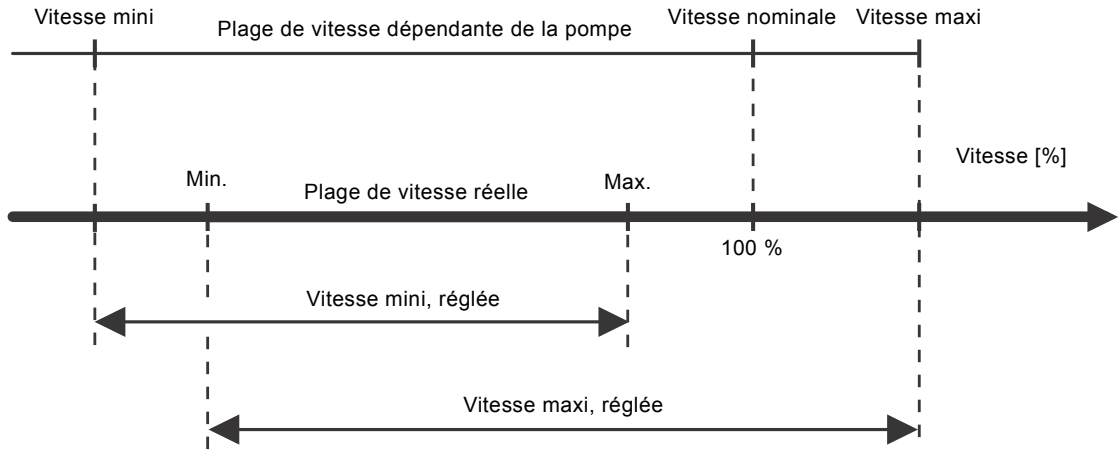 Vitesse mini
Plage de vitesse dépendante de la pompe
Vitesse nominale
Vitesse maxi
Vitesse [%]
Min.
Plage de vitesse réelle
Max.
100 %
Vitesse mini, réglée
Vitesse maxi, réglée